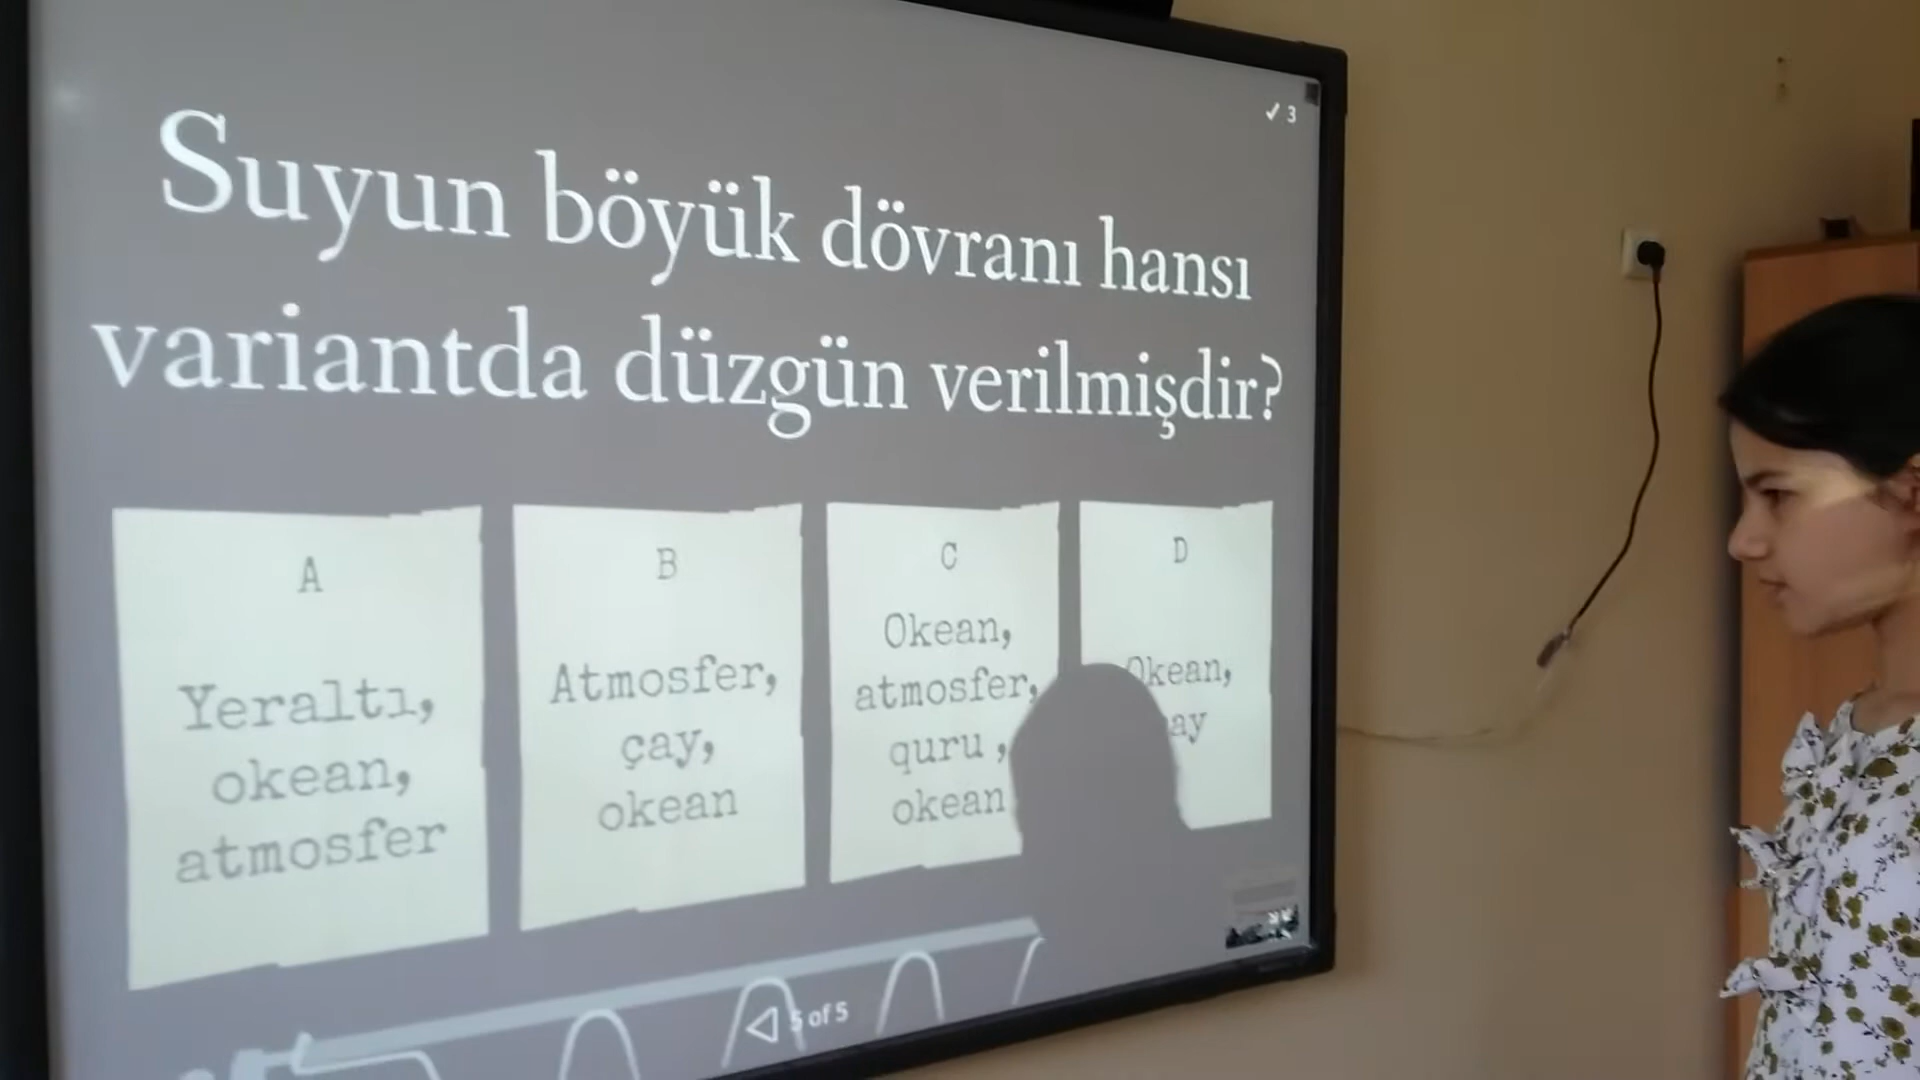 ✓ 3
Suyun böyük dövranı hansı
variantda düzgün verilmişdir?
A
Yeraltı,
okean,
atmosfer
B
Atmosfer,
çay,
okean
C
Okean,
atmosfer,
quru ,
okean
D
Okean,
5 of 5